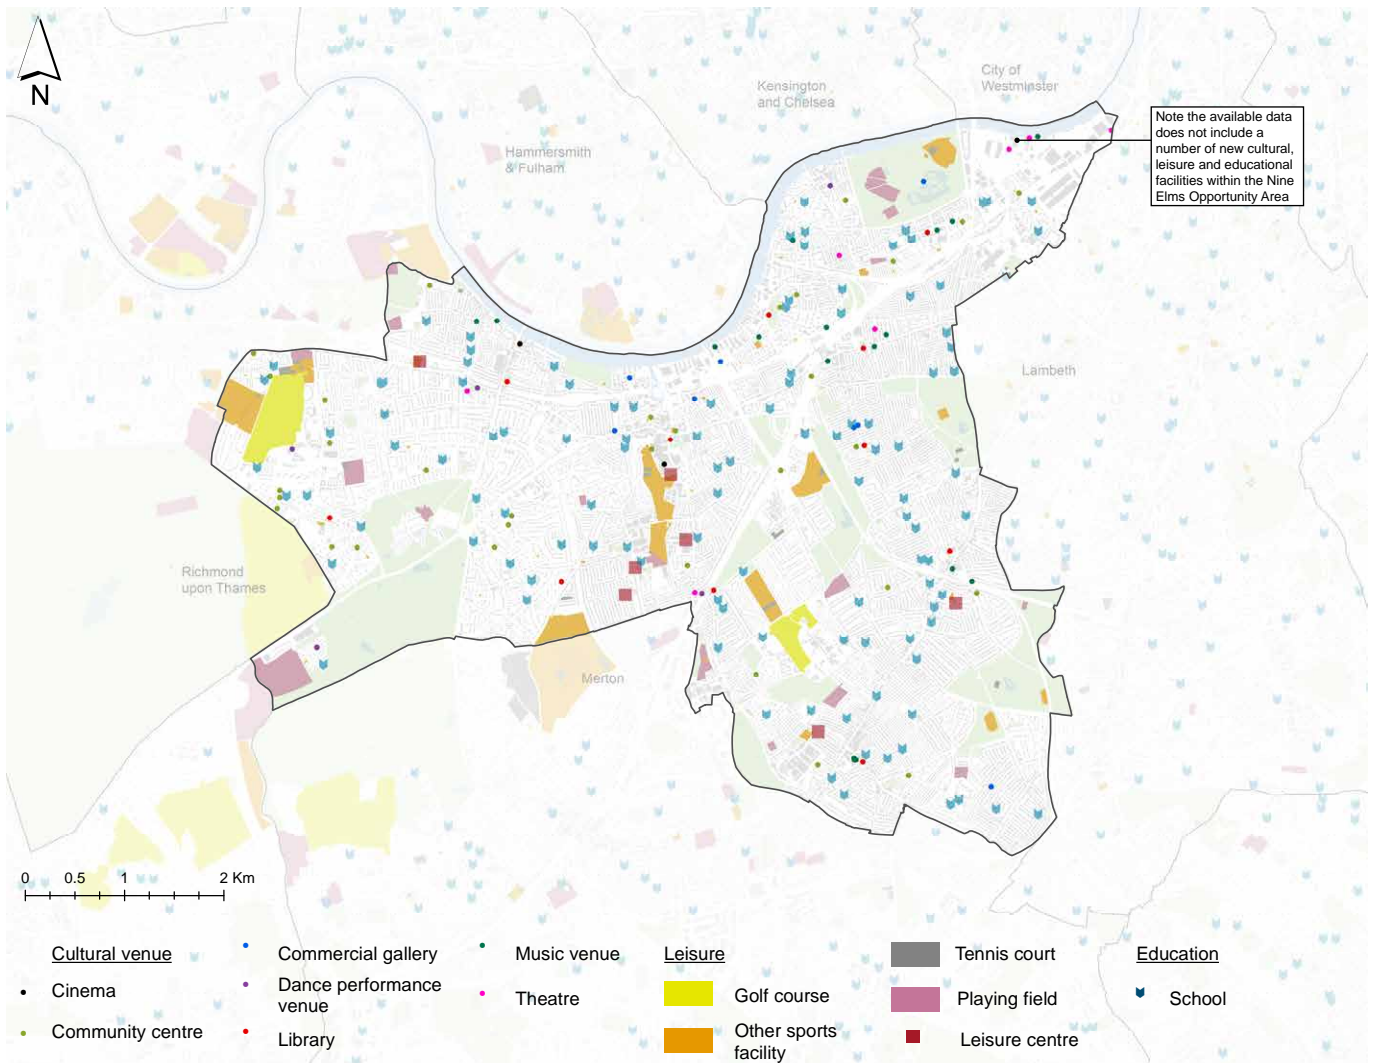 N
Kensington
and Chelsea
City of
Westminster
Note the available data
does not include a
number of new cultural,
leisure and educational
facilities within the Nine
Elms Opportunity Area
Hammersmith
& Fulham
Lambeth
Richmond
upon Thames
Merton
0 0.5 1 2 Km
Cultural venue
Cinema
Community centre
Commercial gallery
Dance performance
venue
Library
Music venue
Theatre
Leisure
Golf course
Other sports
facility
Tennis court
Playing field
Leisure centre
Education
School